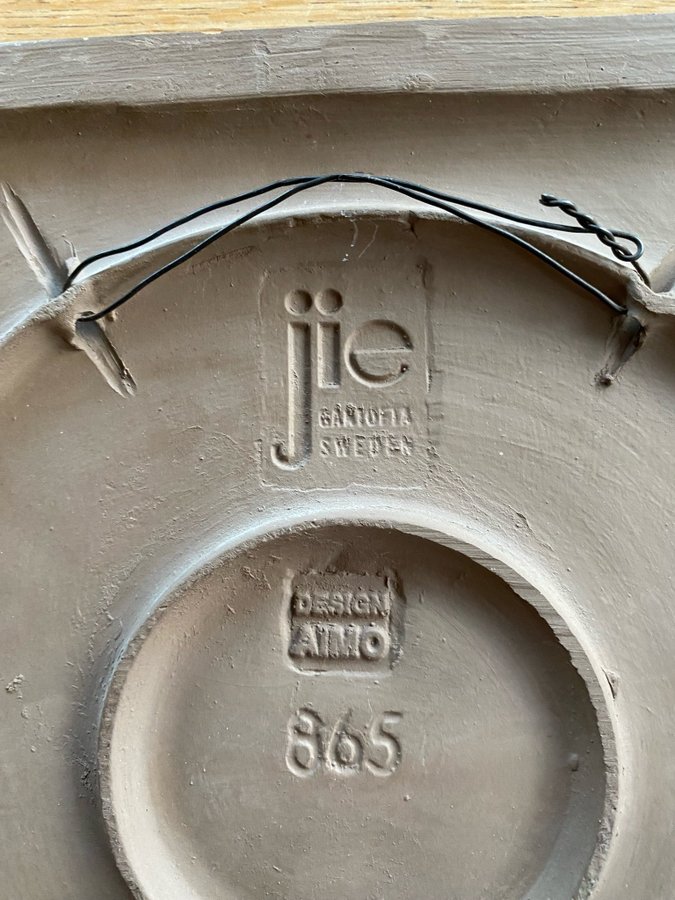 jie
GANTOFTA
SWEDEN
DESIGN
AIMO
865